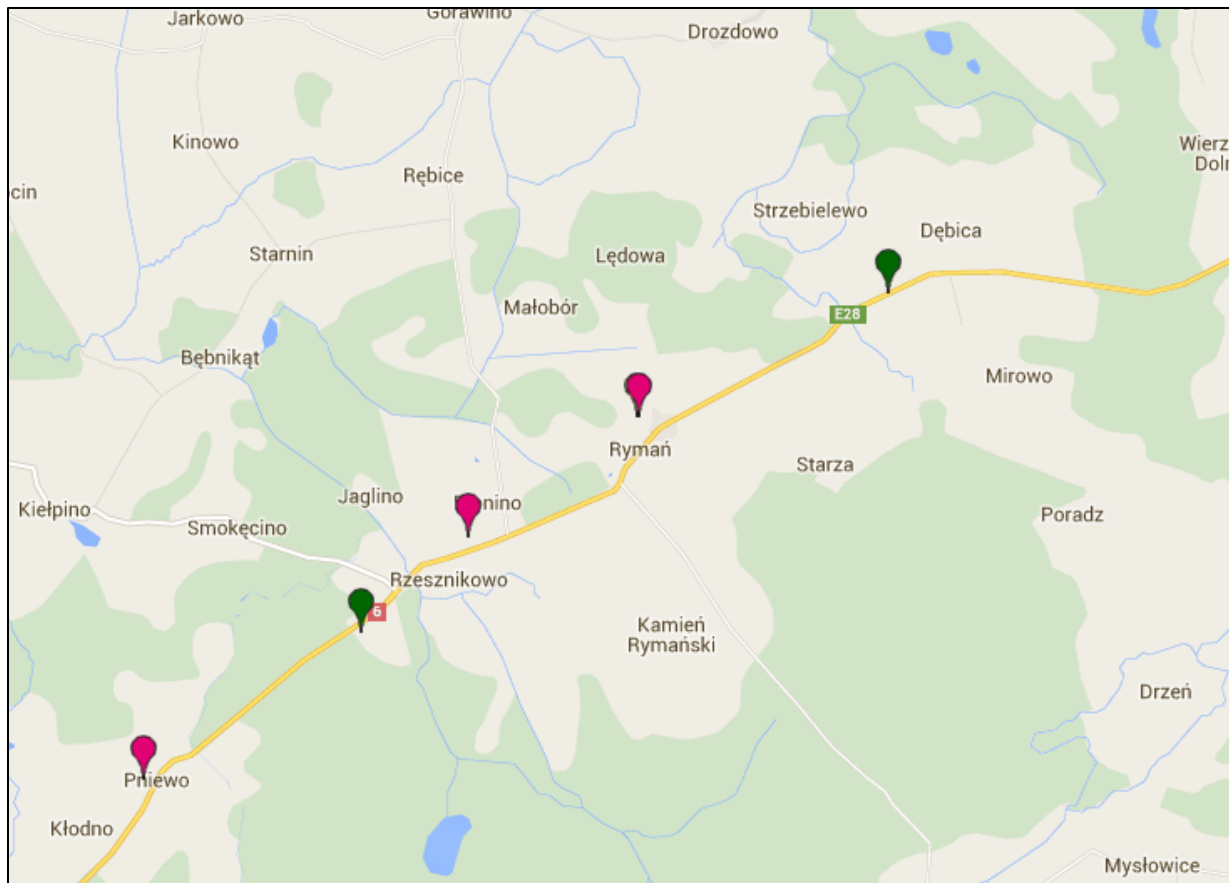 Gorawino
Jarkowo
Drozdowo
Kinowo
Wierz
Doln
Rębice
cin
Strzebielewo
Dębica
Starnin
Lędowa
Małobór
E28
Bębnikąt
Mirowo
Rymań
Starza
Jaglino
nino
Kiełpino
Smokęcino
Poradz
Rzesznikowo
6
Kamień
Rymański
Drzeń
Pniewo
Kłodno
Mysłowice